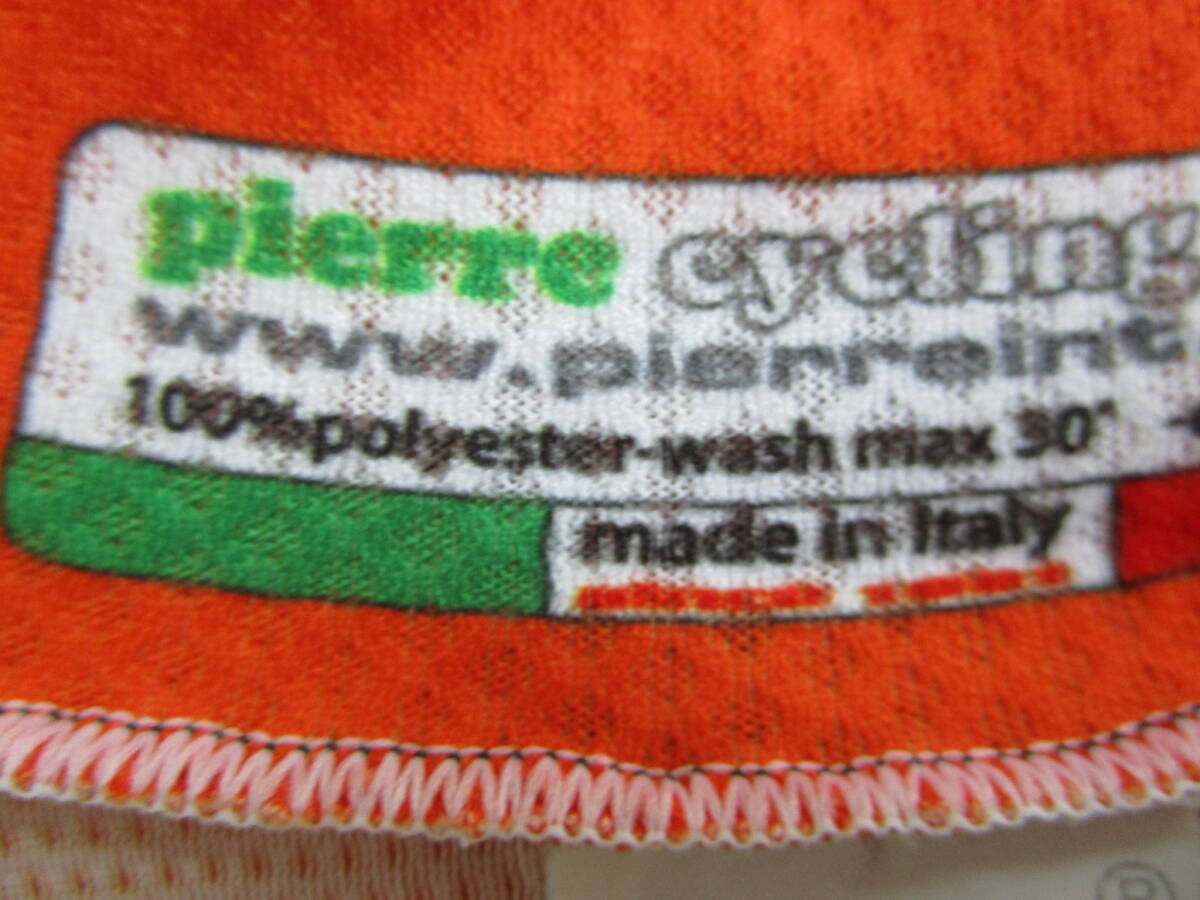 pierre cycling
www.pierreint
100%polyester-wash max 30°
made in Italy